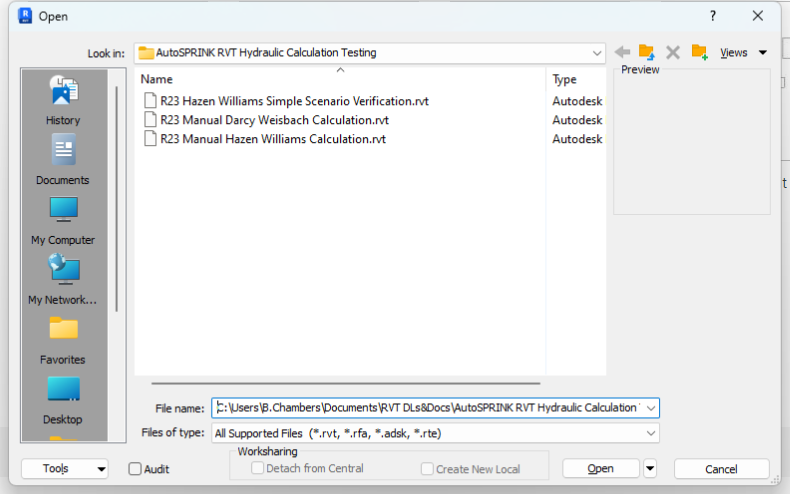 Open
Look in:
AutoSPRINK RVT Hydraulic Calculation Testing
Views
Name
Type
Preview
R23 Hazen Williams Simple Scenario Verification.rvt
Autodesk
R23 Manual Darcy Weisbach Calculation.rvt
Autodesk
R23 Manual Hazen Williams Calculation.rvt
Autodesk
History
Documents
My Computer
My Network...
Favorites
Desktop
File name:
C:\Users\B.Chambers\Documents\RVT DLs&Docs\AutoSPRINK RVT Hydraulic Calculation
Files of type:
All Supported Files (*.rvt, *.rfa, *.adsk, *.rte)
Tools
Audit
Worksharing
Detach from Central
Create New Local
Open
Cancel